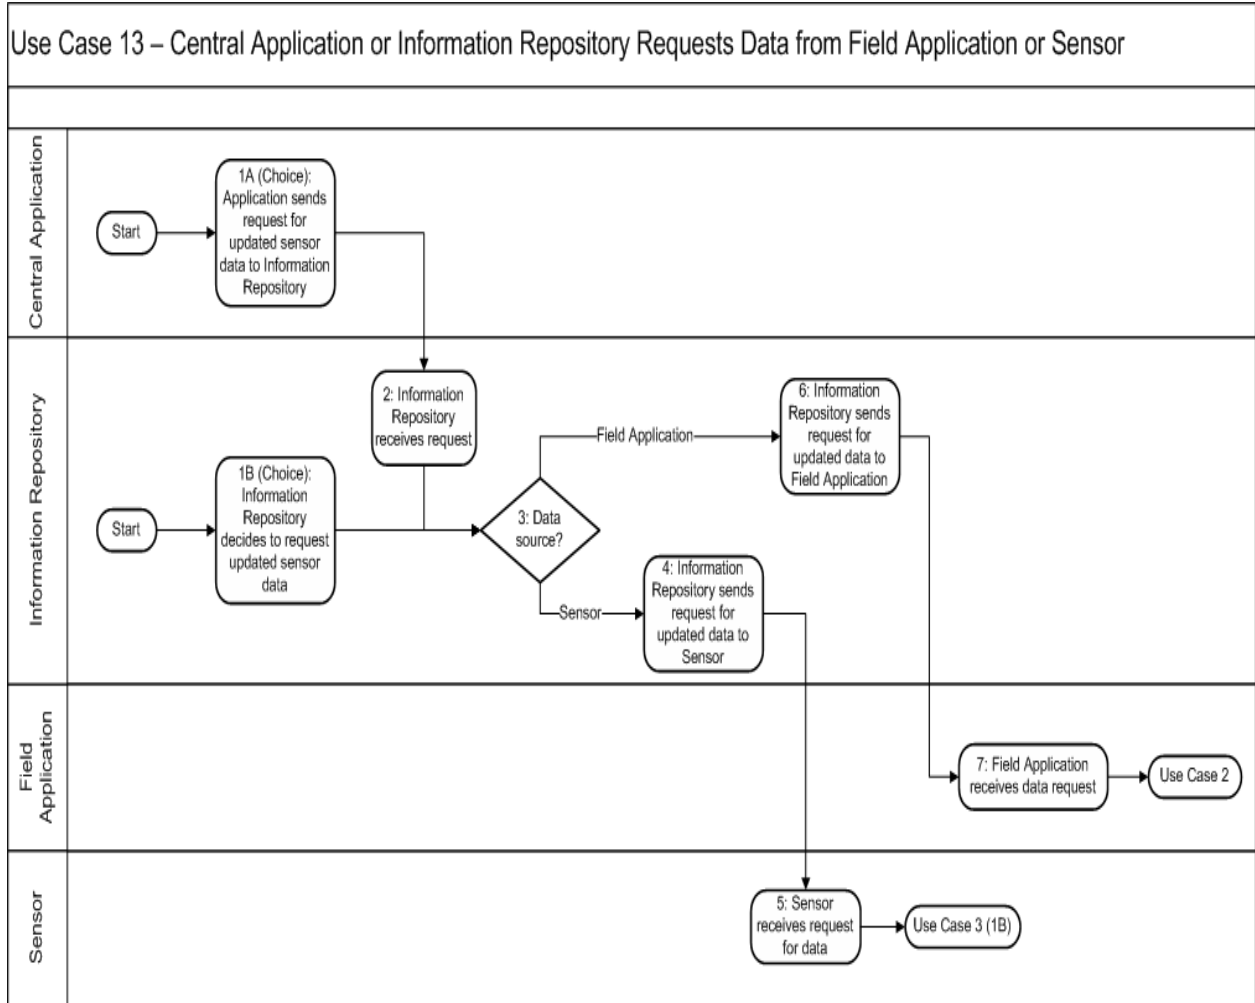 Use Case 13 – Central Application or Information Repository Requests Data from Field Application or Sensor
Central Application
Start
1A (Choice):
Application sends
request for
updated sensor
data to Information
Repository
Information Repository
2: Information
Repository
receives request
Start
1B (Choice):
Information
Repository
decides to request
updated sensor
data
3: Data
source?
Field Application
6: Information
Repository sends
request for
updated data to
Field Application
Sensor
4: Information
Repository sends
request for
updated data to
Sensor
Field
Application
7: Field Application
receives data request
Use Case 2
Sensor
5: Sensor
receives request
for data
Use Case 3 (1B)